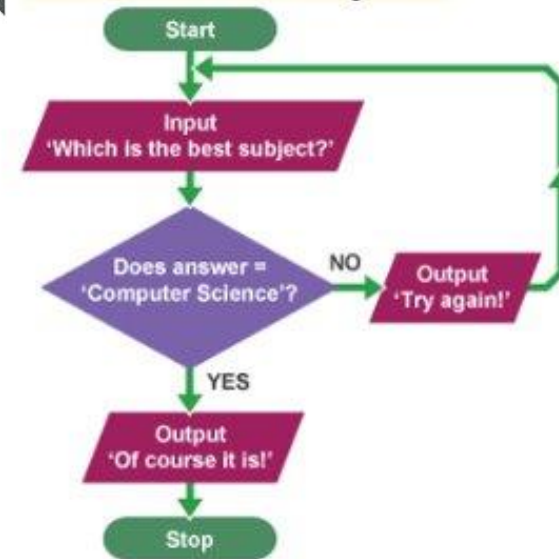 Start
Input
‘Which is the best subject?’
Does answer =
‘Computer Science’?
NO
Output
‘Try again!’
YES
Output
‘Of course it is!’
Stop